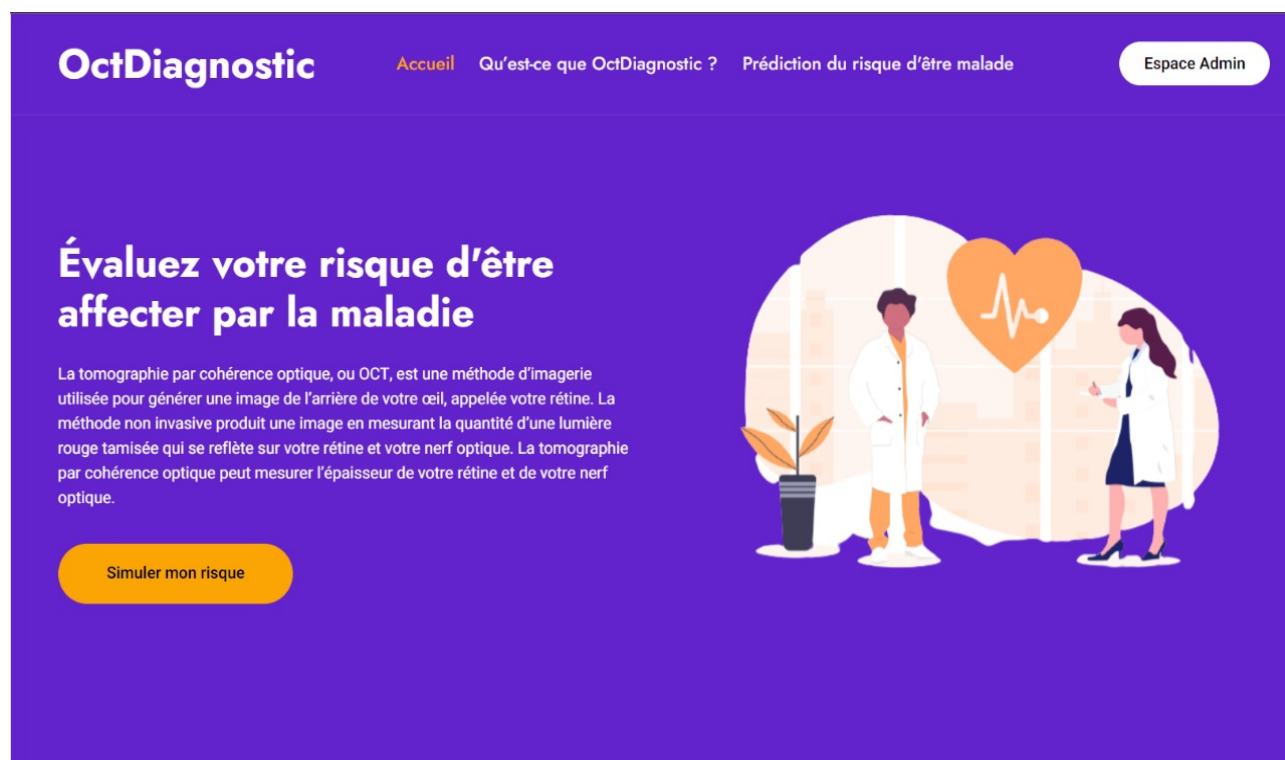 OctDiagnostic
Accueil
Qu'est-ce que OctDiagnostic ?
Prédiction du risque d'être malade
Espace Admin
Évaluez votre risque d'être
affecter par la maladie
La tomographie par cohérence optique, ou OCT, est une méthode d'imagerie
utilisée pour générer une image de l'arrière de votre œil, appelée votre rétine. La
méthode non invasive produit une image en mesurant la quantité d'une lumière
rouge tamisée qui se reflète sur votre rétine et votre nerf optique. La tomographie
par cohérence optique peut mesurer l'épaisseur de votre rétine et de votre nerf
optique.
Simuler mon risque